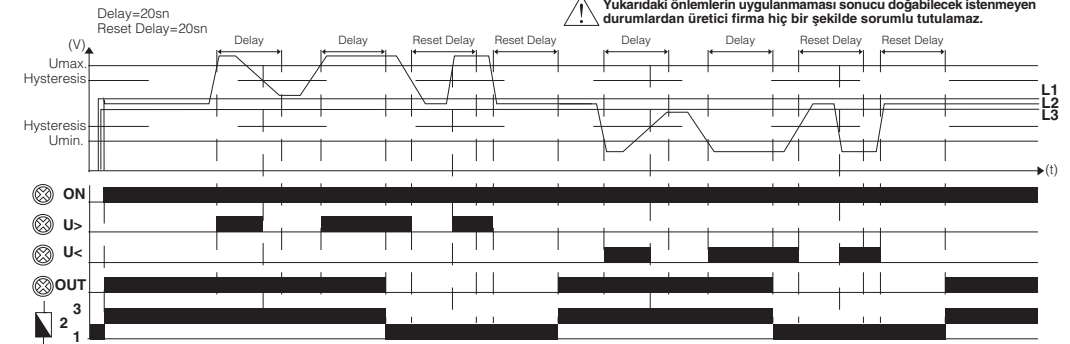 Yukarıdaki önlemlerin uygulanmaması sonucu doğabilecek istenmeyen
durumlardan üretici firma hiç bir şekilde sorumlu tutulamaz.
Delay=20sn
Reset Delay=20sn
Delay Delay Reset Delay Reset Delay Delay Delay Reset Delay Reset Delay
(V)
Umax.
Hysteresis
L1
L2
L3
Hysteresis
Umin.
(t)
ON
U>
U<
OUT
3
2
1